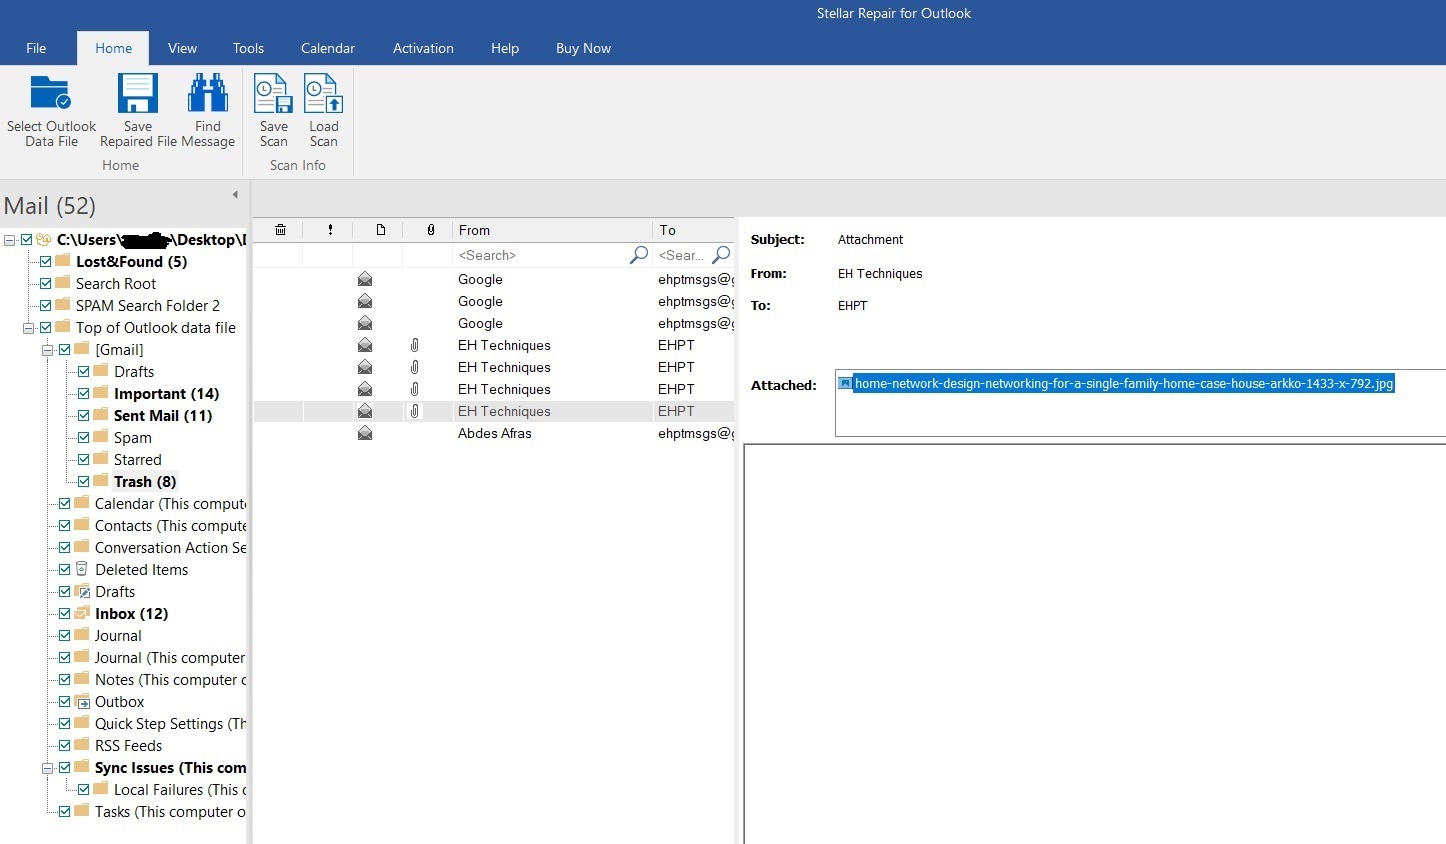 Stellar Repair for Outlook
File Home View Tools Calendar Activation Help Buy Now
Select Outlook Data File
Save Repaired File
Find Message
Home
Save Scan
Load Scan
Scan Info
Mail (52)
C:\Users\ \Desktop\
Lost&Found (5)
Search Root
SPAM Search Folder 2
Top of Outlook data file
[Gmail]
Drafts
Important (14)
Sent Mail (11)
Spam
Starred
Trash (8)
Calendar (This compute
Contacts (This compute
Conversation Action Se
Deleted Items
Drafts
Inbox (12)
Journal
Journal (This computer
Notes (This computer o
Outbox
Quick Step Settings (Th
RSS Feeds
Sync Issues (This com
Local Failures (This c
Tasks (This computer o
From To
<Search> <Sear...
Google ehptmsgs@g
Google ehptmsgs@g
Google ehptmsgs@g
EH Techniques EHPT
EH Techniques EHPT
EH Techniques EHPT
EH Techniques EHPT
Abdes Afras ehptmsgs@g
Subject: Attachment
From: EH Techniques
To: EHPT
Attached: home-network-design-networking-for-a-single-family-home-case-house-arkko-1433-x-792.jpg